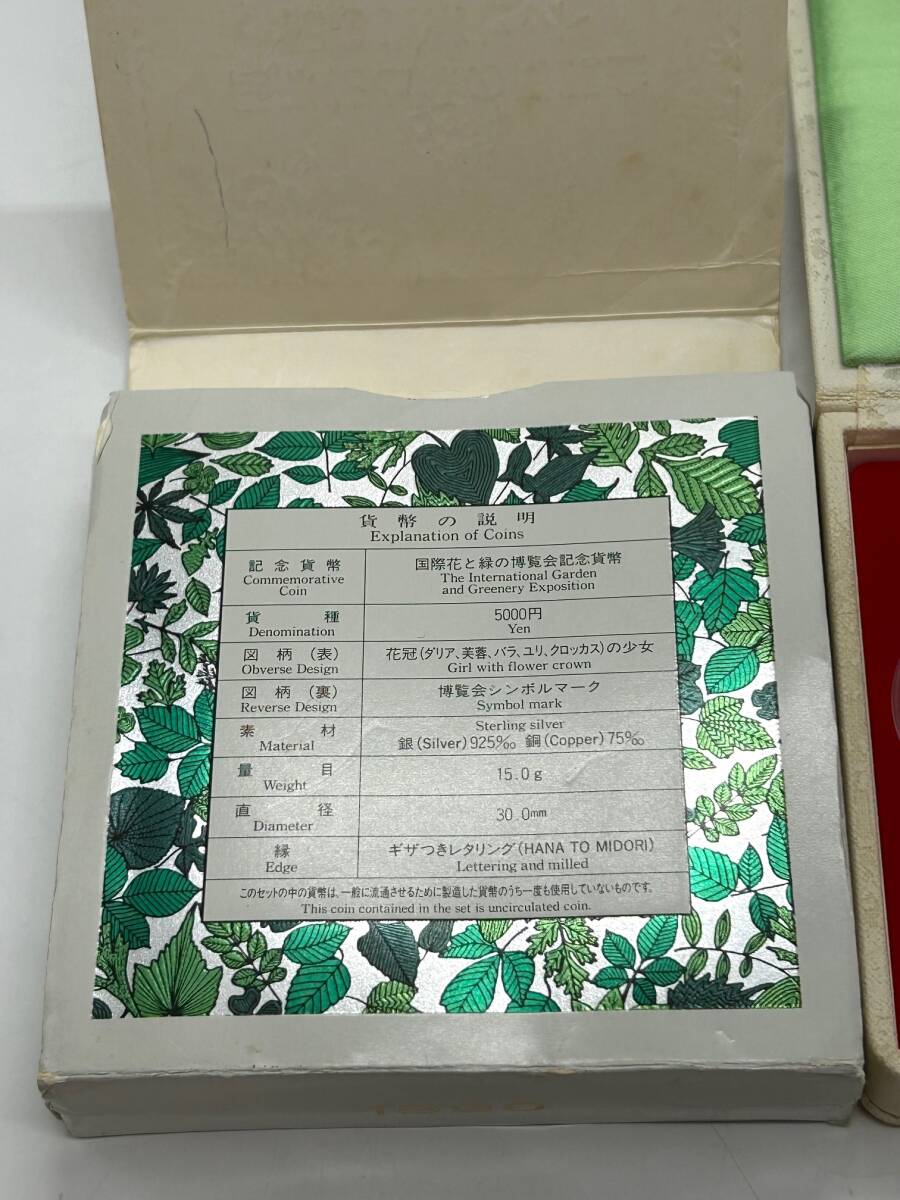 貨幣の説明
Explanation of Coins
記念貨幣
Commemorative
Coin
国際花と緑の博覧会記念貨幣
The International Garden
and Greenery Exposition
貨種
Denomination
5000円
Yen
図柄(表)
Obverse Design
花冠(ダリア、芙蓉、バラ、ユリ、クロッカス)の少女
Girl with flower crown
図柄(裏)
Reverse Design
博覧会シンボルマーク
Symbol mark
素材
Material
Sterling silver
銀(Silver)925‰ 銅(Copper)75‰
量目
Weight
15.0g
直径
Diameter
30.0mm
縁
Edge
ギザつきレタリング(HANA TO MIDORI)
Lettering and milled
このセットの中の貨幣は、一般に流通させるために製造した貨幣のうち一度も使用していないものです。
This coin contained in the set is uncirculated coin.
1990